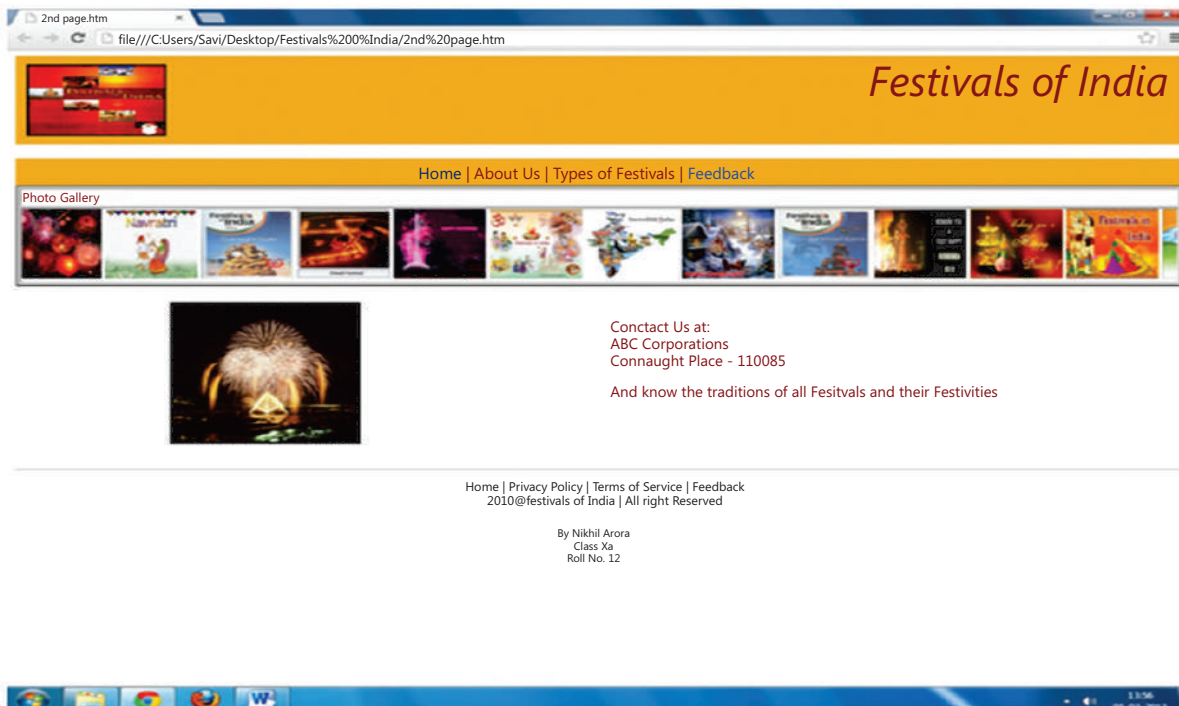 2nd page.htm
file///C:Users/Savi/Desktop/Festivals%200%India/2nd%20page.htm
Festivals of India
Home | About Us | Types of Festivals | Feedback
Photo Gallery
Navratri
Conctact Us at:
ABC Corporations
Connaught Place - 110085
And know the traditions of all Fesitvals and their Festivities
Home | Privacy Policy | Terms of Service | Feedback
2010@festivals of India | All right Reserved
By Nikhil Arora
Class Xa
Roll No. 12
13:56